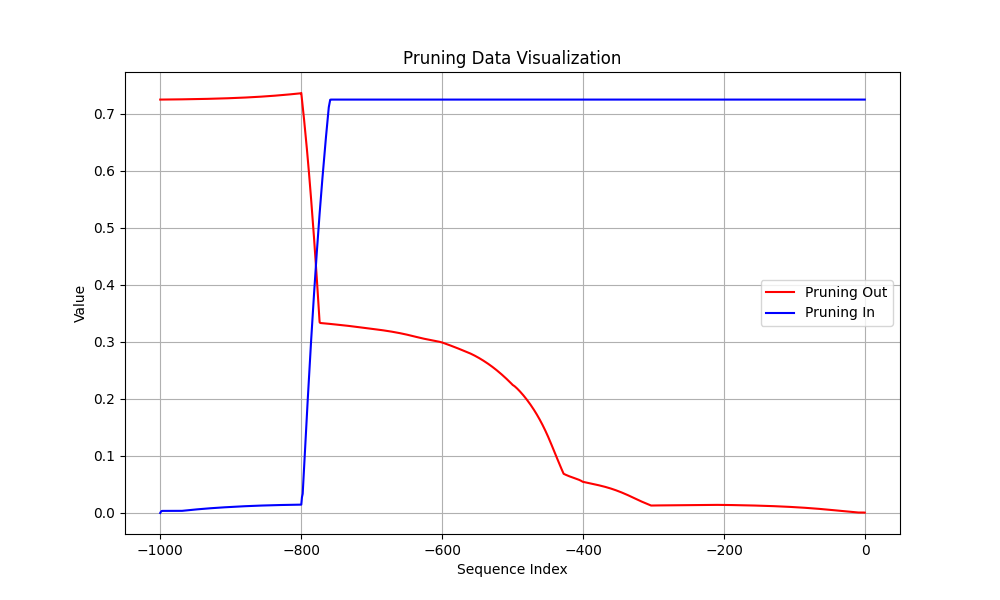 Pruning Data Visualization
Value
0.7
0.6
0.5
0.4
0.3
0.2
0.1
0.0
Pruning Out
Pruning In
−1000
−800
−600
−400
−200
0
Sequence Index